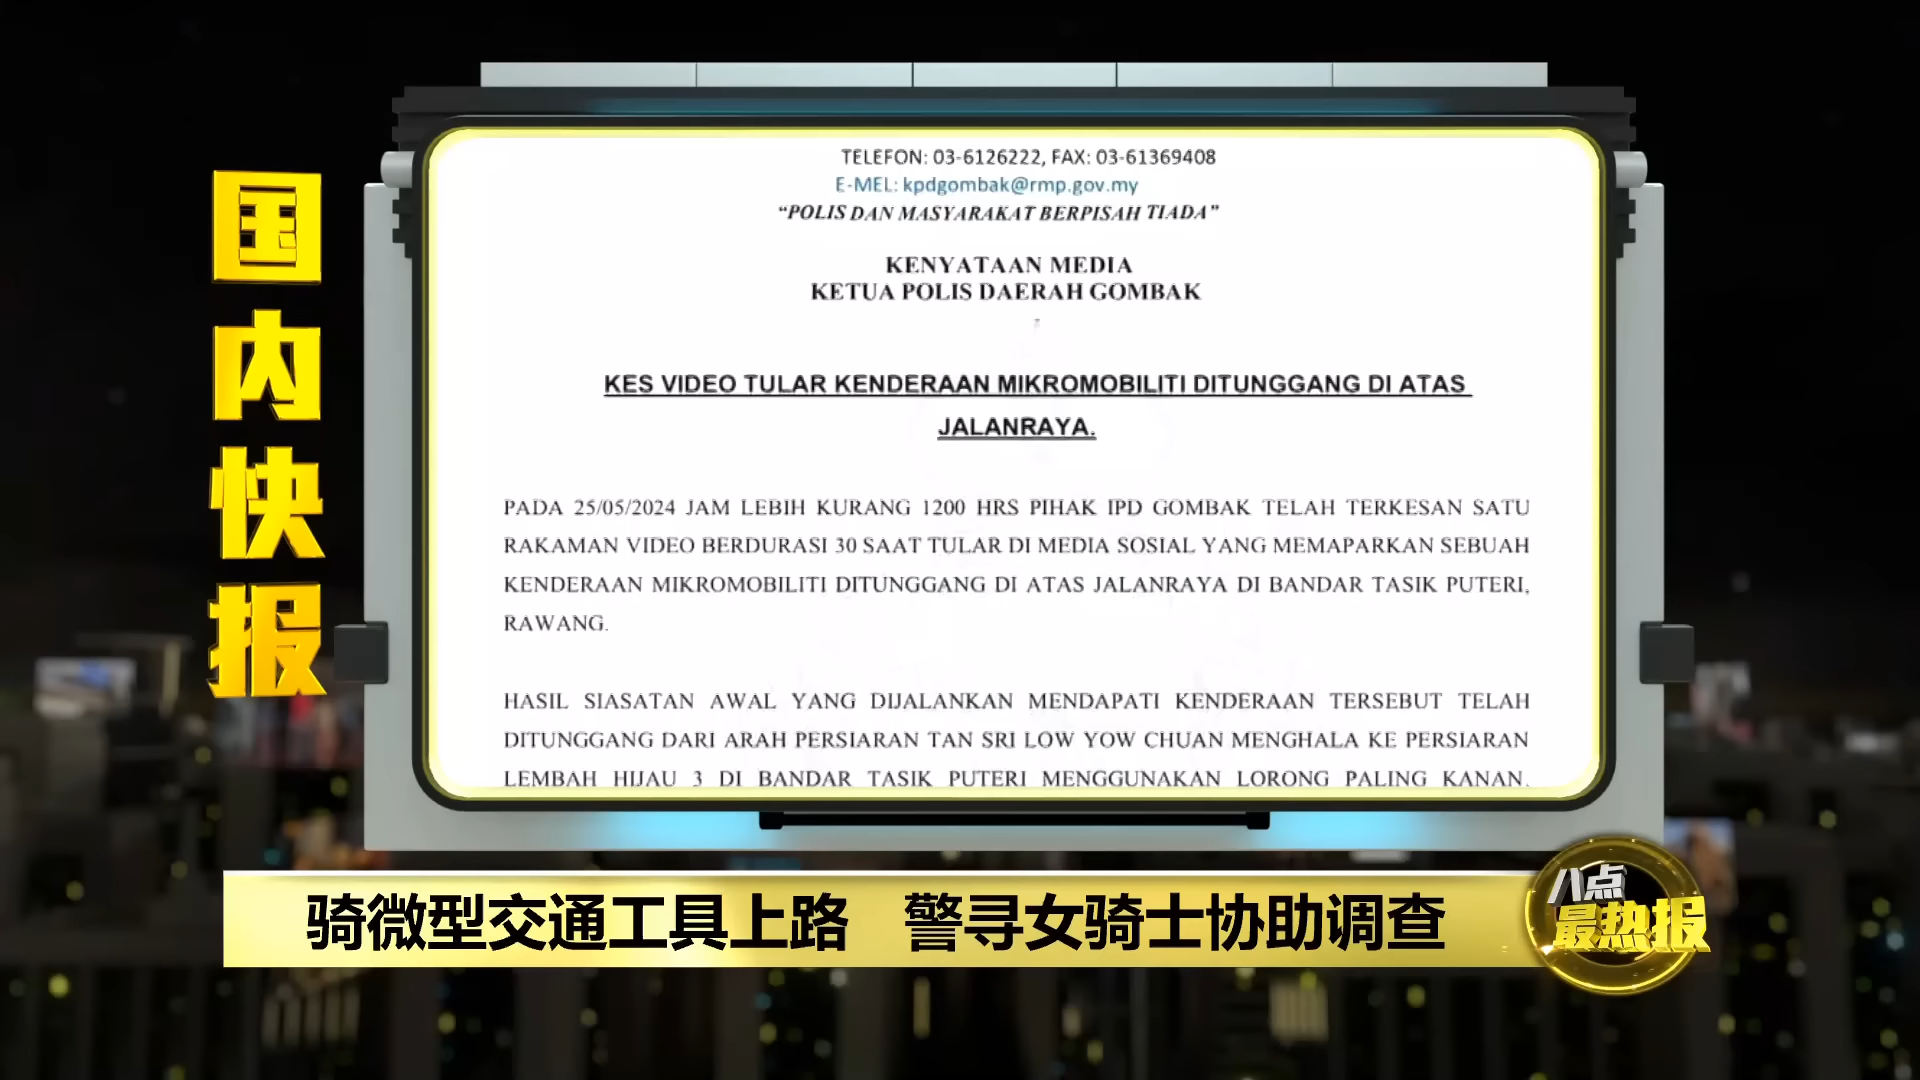 国内快报
TELEFON: 03-6126222, FAX: 03-61369408
E-MEL: kpdgombak@rmp.gov.my
“POLIS DAN MASYARAKAT BERPISAH TIADA”
KENYATAAN MEDIA
KETUA POLIS DAERAH GOMBAK
KES VIDEO TULAR KENDERAAN MIKROMOBILITI DITUNGGANG DI ATAS
JALANRAYA.
PADA 25/05/2024 JAM LEBIH KURANG 1200 HRS PIHAK IPD GOMBAK TELAH TERKESAN SATU
RAKAMAN VIDEO BERDURASI 30 SAAT TULAR DI MEDIA SOSIAL YANG MEMAPARKAN SEBUAH
KENDERAAN MIKROMOBILITI DITUNGGANG DI ATAS JALANRAYA DI BANDAR TASIK PUTERI,
RAWANG.
HASIL SIASATAN AWAL YANG DIJALANKAN MENDAPATI KENDERAAN TERSEBUT TELAH
DITUNGGANG DARI ARAH PERSIARAN TAN SRI LOW YOW CHUAN MENGHALA KE PERSIARAN
LEMBAH HIJAU 3 DI BANDAR TASIK PUTERI MENGGUNAKAN LORONG PALING KANAN.
骑微型交通工具上路 警寻女骑士协助调查
八点
最热报